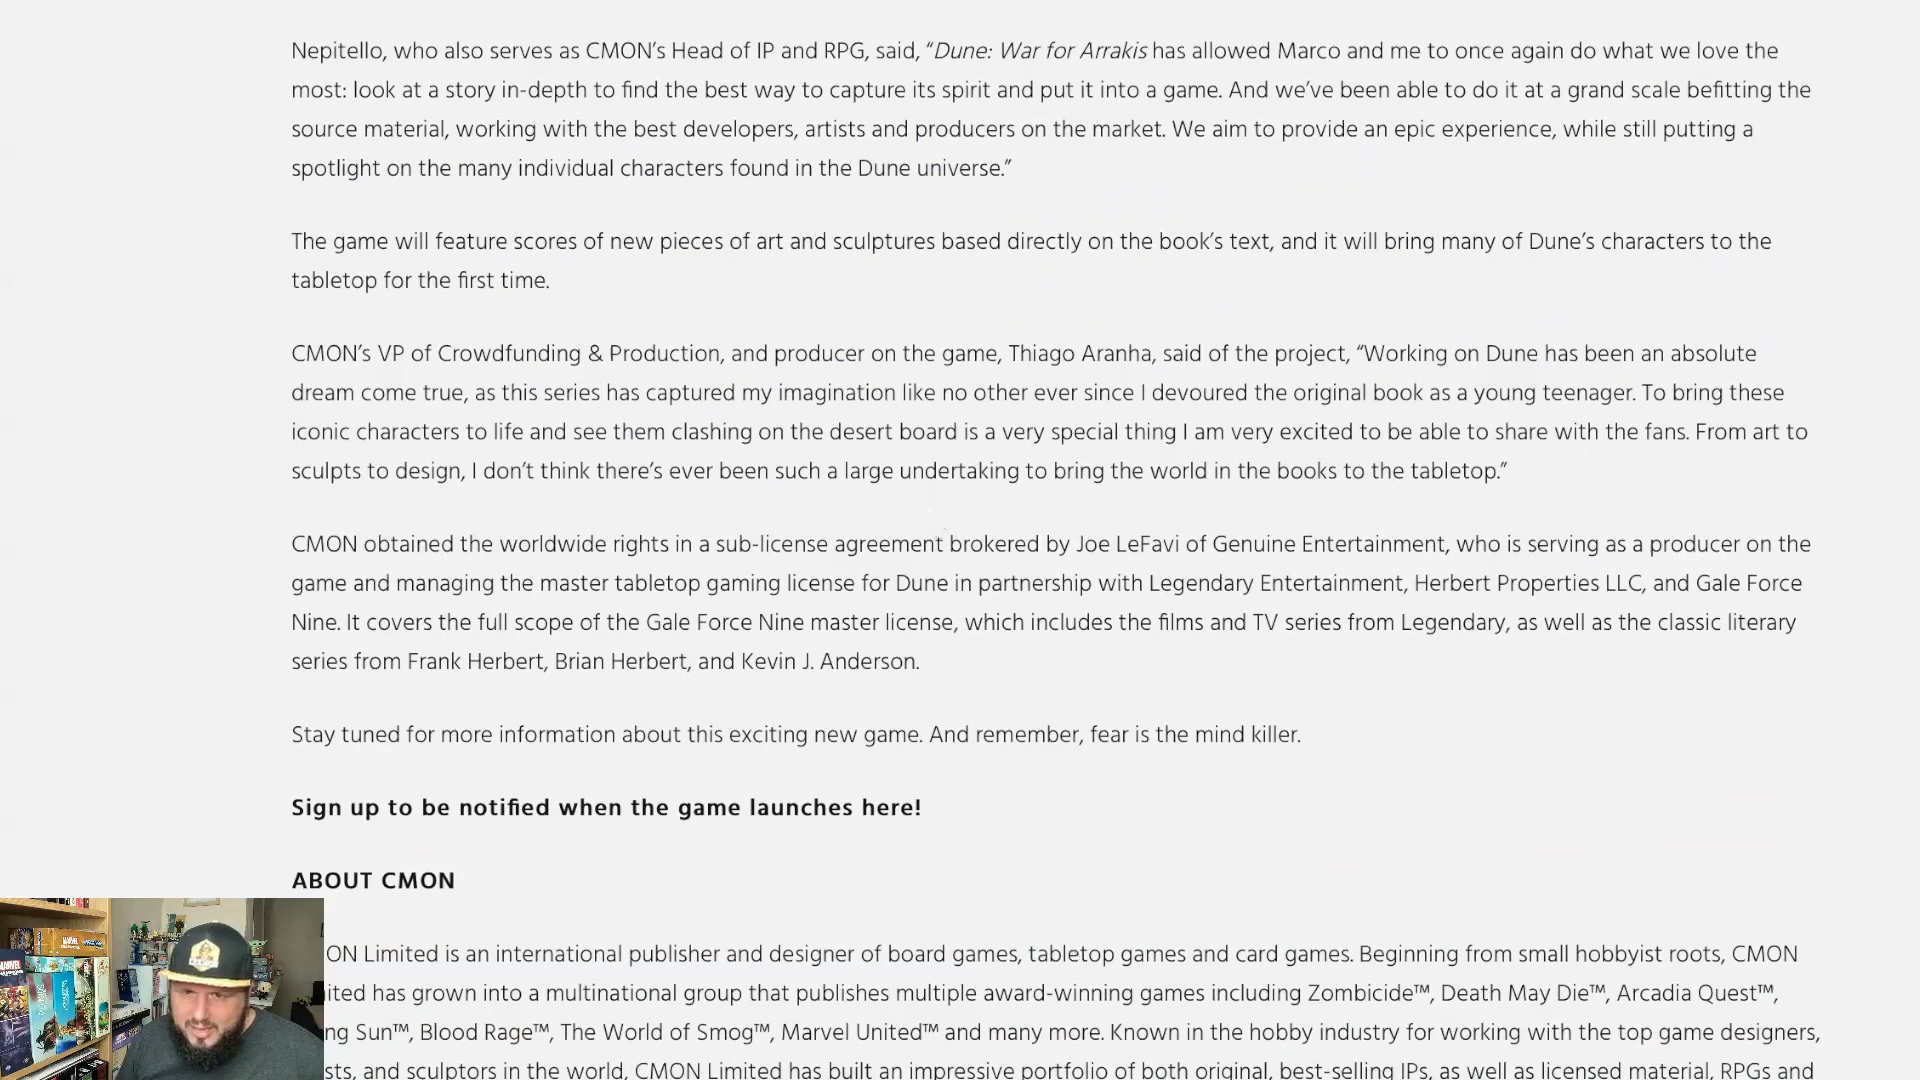 Nepitello, who also serves as CMON’s Head of IP and RPG, said, “Dune: War for Arrakis has allowed Marco and me to once again do what we love the
most: look at a story in-depth to find the best way to capture its spirit and put it into a game. And we’ve been able to do it at a grand scale befitting the
source material, working with the best developers, artists and producers on the market. We aim to provide an epic experience, while still putting a
spotlight on the many individual characters found in the Dune universe.”
The game will feature scores of new pieces of art and sculptures based directly on the book’s text, and it will bring many of Dune’s characters to the
tabletop for the first time.
CMON’s VP of Crowdfunding & Production, and producer on the game, Thiago Aranha, said of the project, “Working on Dune has been an absolute
dream come true, as this series has captured my imagination like no other ever since I devoured the original book as a young teenager. To bring these
iconic characters to life and see them clashing on the desert board is a very special thing I am very excited to be able to share with the fans. From art to
sculpts to design, I don’t think there’s ever been such a large undertaking to bring the world in the books to the tabletop.”
CMON obtained the worldwide rights in a sub-license agreement brokered by Joe LeFavi of Genuine Entertainment, who is serving as a producer on the
game and managing the master tabletop gaming license for Dune in partnership with Legendary Entertainment, Herbert Properties LLC, and Gale Force
Nine. It covers the full scope of the Gale Force Nine master license, which includes the films and TV series from Legendary, as well as the classic literary
series from Frank Herbert, Brian Herbert, and Kevin J. Anderson.
Stay tuned for more information about this exciting new game. And remember, fear is the mind killer.
Sign up to be notified when the game launches here!
ABOUT CMON
ON Limited is an international publisher and designer of board games, tabletop games and card games. Beginning from small hobbyist roots, CMON
ited has grown into a multinational group that publishes multiple award-winning games including Zombicide™, Death May Die™, Arcadia Quest™,
ng Sun™, Blood Rage™, The World of Smog™, Marvel United™ and many more. Known in the hobby industry for working with the top game designers,
sts, and sculptors in the world, CMON Limited has built an impressive portfolio of both original, best-selling IPs, as well as licensed material, RPGs and
MARVEL
MARVEL